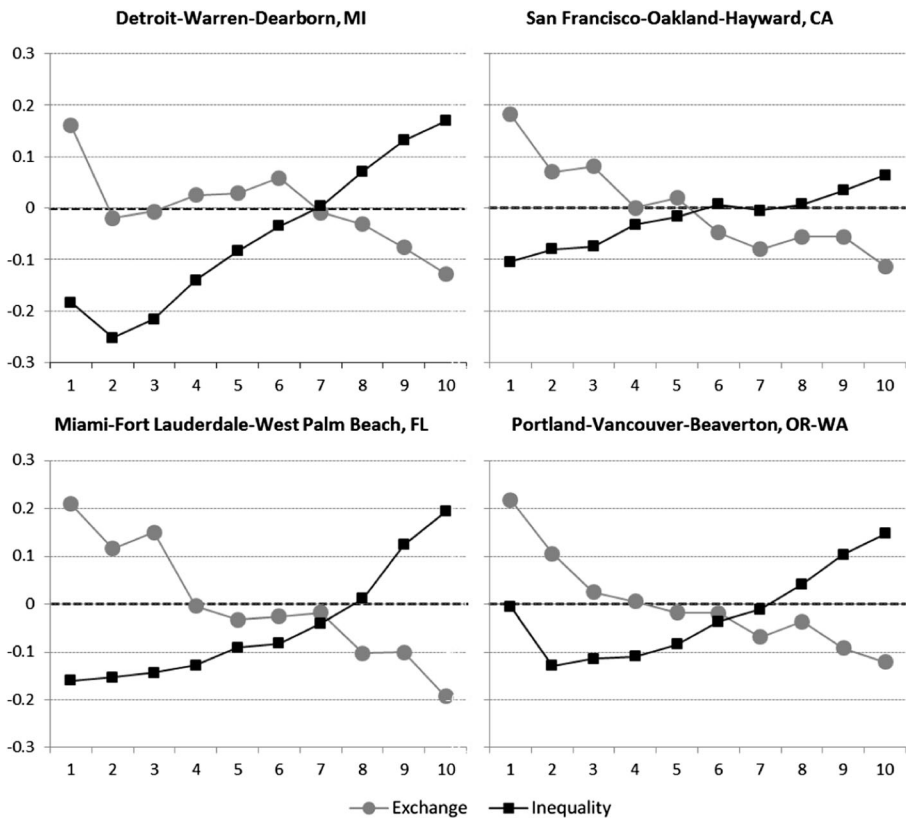 Detroit-Warren-Dearborn, MI
San Francisco-Oakland-Hayward, CA
0.3
0.2
0.1
0
-0.1
-0.2
-0.3
1 2 3 4 5 6 7 8 9 10
1 2 3 4 5 6 7 8 9 10
Miami-Fort Lauderdale-West Palm Beach, FL
Portland-Vancouver-Beaverton, OR-WA
0.3
0.2
0.1
0
-0.1
-0.2
-0.3
1 2 3 4 5 6 7 8 9 10
1 2 3 4 5 6 7 8 9 10
Exchange Inequality